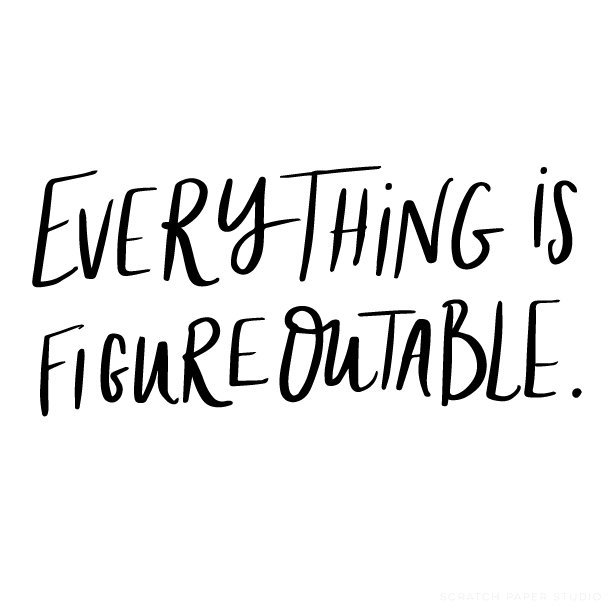 EVERYTHING iS
FiGUREOUTABLE.
SCRATCH PAPER STUDIO